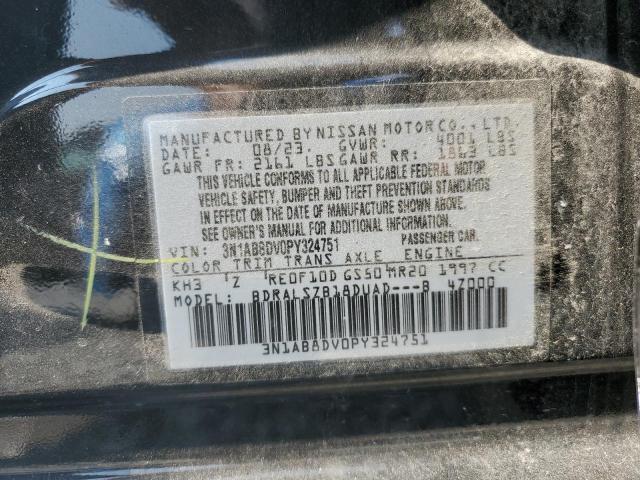 MANUFACTURED BY NISSAN MOTOR CO., LTD.
DATE: 08/23. GVWR: 4001 LBS
GAWR FR: 2161 LBS GAWR RR: 1863 LBS
THIS VEHICLE CONFORMS TO ALL APPLICABLE FEDERAL MOTOR
VEHICLE SAFETY, BUMPER AND THEFT PREVENTION STANDARDS
IN EFFECT ON THE DATE OF MANUFACTURE SHOWN ABOVE.
SEE OWNER'S MANUAL FOR ADDITIONAL INFORMATION.
VIN: 3N1AB8DV0PY324751 PASSENGER CAR.
COLOR TRIM TRANS AXLE ENGINE
KH3 Z RE0F10D GS50 MR20 1997 CC
MODEL: BDRALSZB18DUAD---B 47000
3N1AB8DV0PY324751